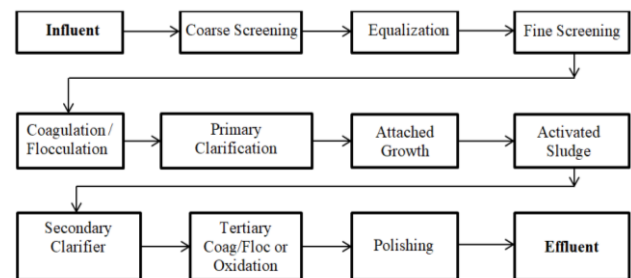 Influent
Coarse Screening
Equalization
Fine Screening
Coagulation /
Flocculation
Primary
Clarification
Attached
Growth
Activated
Sludge
Secondary
Clarifier
Tertiary
Coag/Floc or
Oxidation
Polishing
Effluent